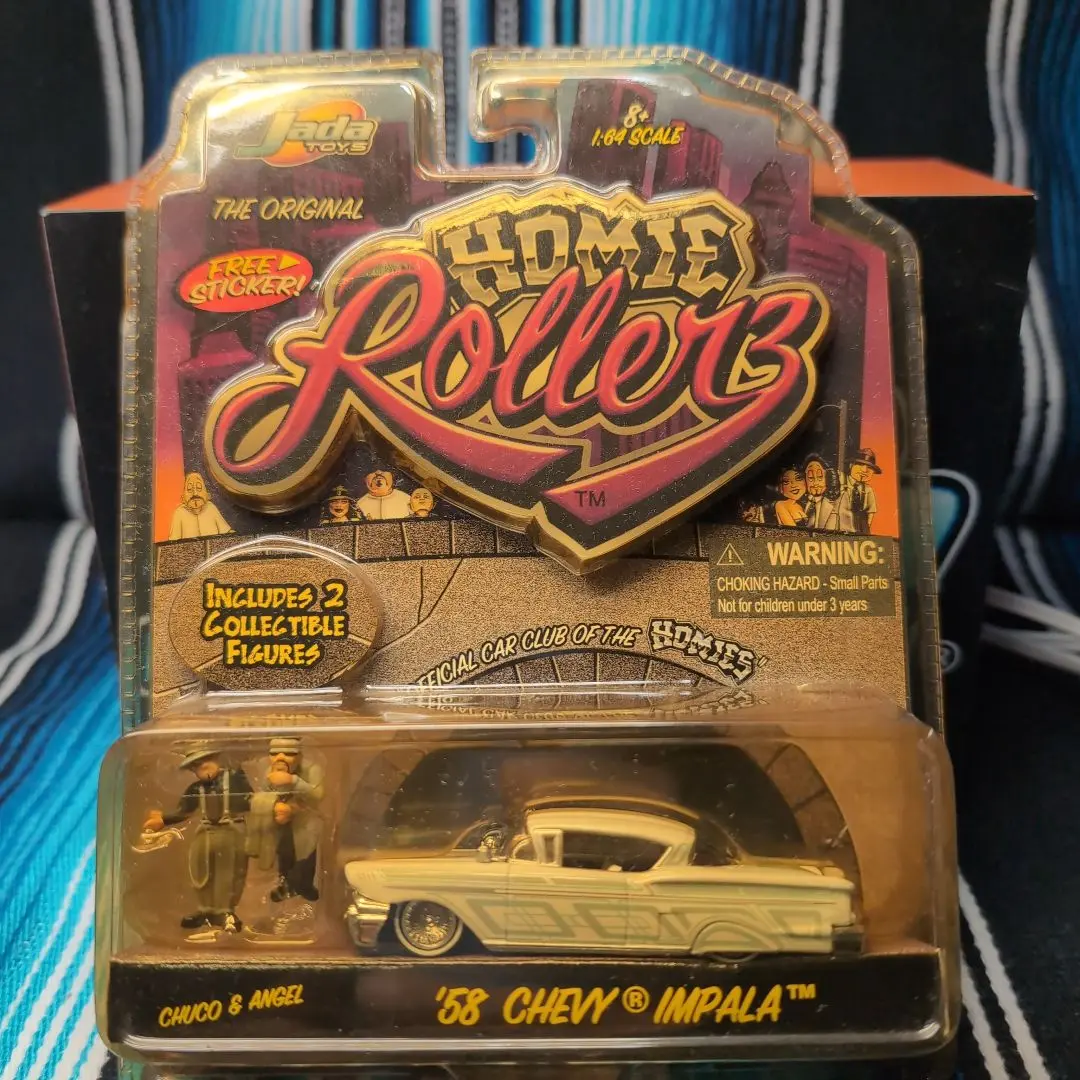 Jada
TOYS
8+
1:64 SCALE
THE ORIGINAL
HOMIE
Rollerz
TM
FREE
STICKER!
WARNING:
CHOKING HAZARD - Small Parts
Not for children under 3 years
INCLUDES 2
COLLECTIBLE
FIGURES
OFFICIAL CAR CLUB OF THE HOMIES
CHUCO & ANGEL
'58 CHEVY® IMPALA™